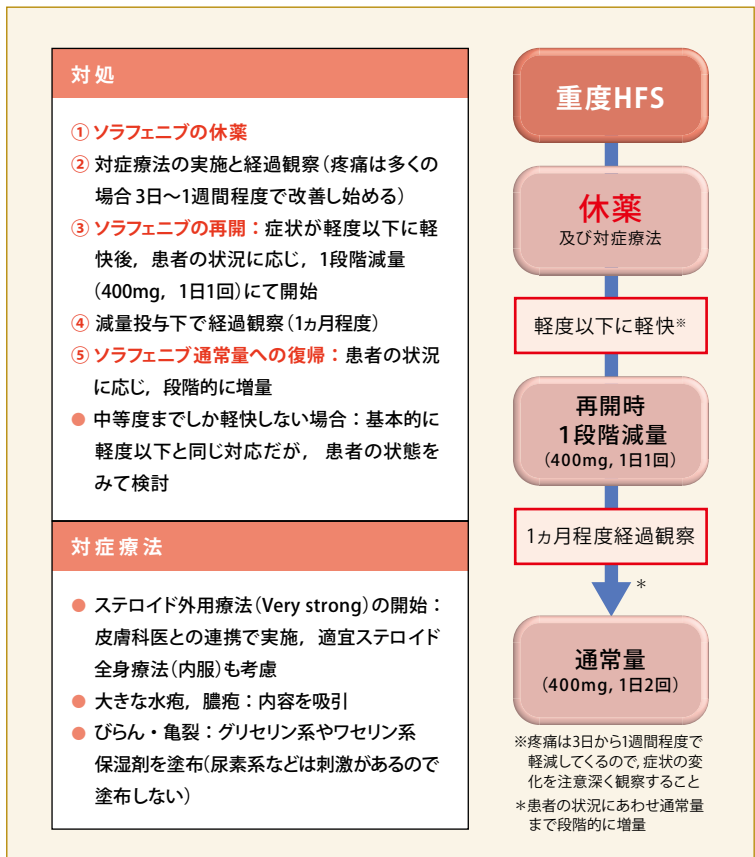 対処
① ソラフェニブの休薬
② 対症療法の実施と経過観察（疼痛は多くの
場合 3日～1週間程度で改善し始める）
③ ソラフェニブの再開：症状が軽度以下に軽
快後，患者の状況に応じ，1段階減量
（400mg，1日1回）にて開始
④ 減量投与下で経過観察（1ヵ月程度）
⑤ ソラフェニブ通常量への復帰：患者の状況
に応じ，段階的に増量
● 中等度までしか軽快しない場合：基本的に
軽度以下と同じ対応だが， 患者の状態を
みて検討
対症療法
● ステロイド外用療法（Very strong）の開始：
皮膚科医との連携で実施，適宜ステロイド
全身療法（内服）も考慮
● 大きな水疱，膿疱：内容を吸引
● びらん・亀裂：グリセリン系やワセリン系
保湿剤を塗布（尿素系などは刺激があるので
塗布しない）
重度HFS
休薬
及び対症療法
軽度以下に軽快※
再開時
1段階減量
（400mg, 1日1回）
1ヵ月程度経過観察
＊
通常量
（400mg, 1日2回）
※疼痛は3日から1週間程度で
軽減してくるので，症状の変
化を注意深く観察すること
＊患者の状況にあわせ通常量
まで段階的に増量